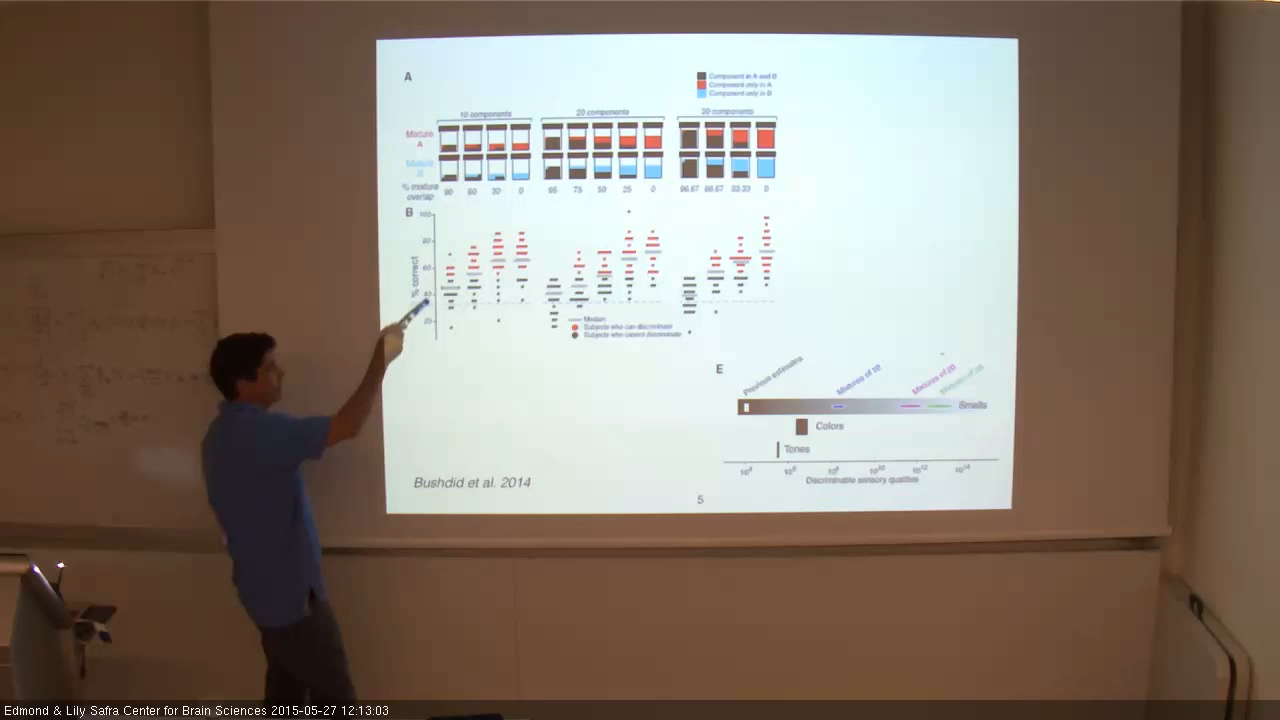 A
Component in A and B
Component only in A
Component only in B
10 components
20 components
30 components
Mixture
A
Mixture
B
% mixture
overlap
90 60 30 0 95 75 50 25 0 96.67 66.67 33.33 0
B
100
80
60
40
20
% correct
Median
Subjects who can discriminate
Subjects who cannot discriminate
E
Previous estimates
Mixtures of 10
Mixtures of 20
Mixtures of 30
Smells
Colors
Tones
10⁴ 10⁶ 10⁸ 10¹⁰ 10¹² 10¹⁴
Discriminable sensory qualities
Bushdid et al. 2014
5
Edmond & Lily Safra Center for Brain Sciences 2015-05-27 12:13:03